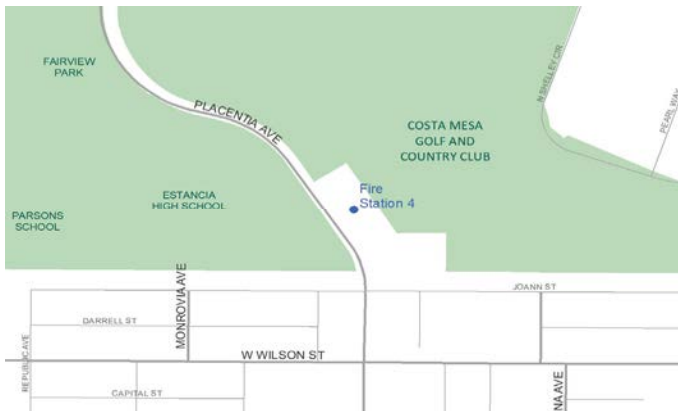 FAIRVIEW
PARK
PLACENTIA AVE
N SHELLEY CIR
PEARL WAY
COSTA MESA
GOLF AND
COUNTRY CLUB
Fire
Station 4
ESTANCIA
HIGH SCHOOL
PARSONS
SCHOOL
MONROVIA AVE
JOANN ST
DARRELL ST
REPUBLIC AVE
W WILSON ST
CAPITAL ST
NA AVE